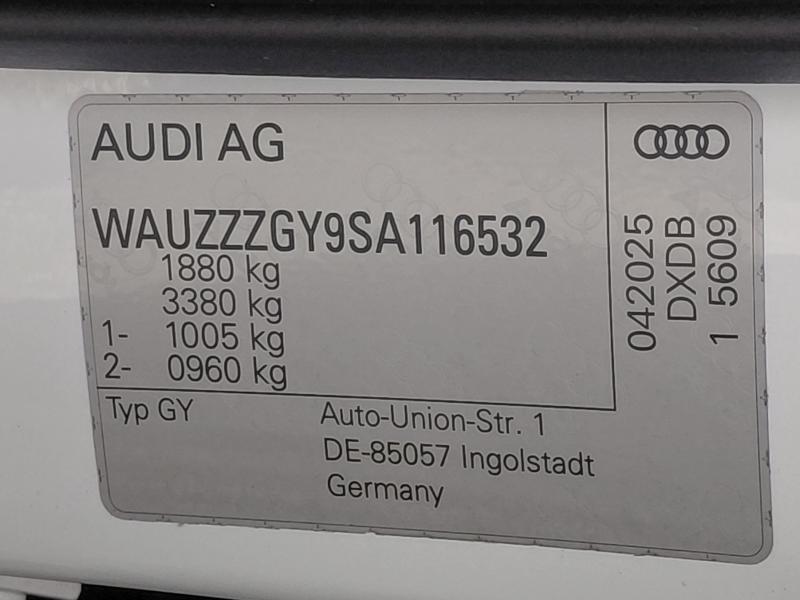 AUDI AG
WAUZZZGY9SA116532
1880 kg
3380 kg
1- 1005 kg
2- 0960 kg
Typ GY
Auto-Union-Str. 1
DE-85057 Ingolstadt
Germany
042025
DXDB
1 5609